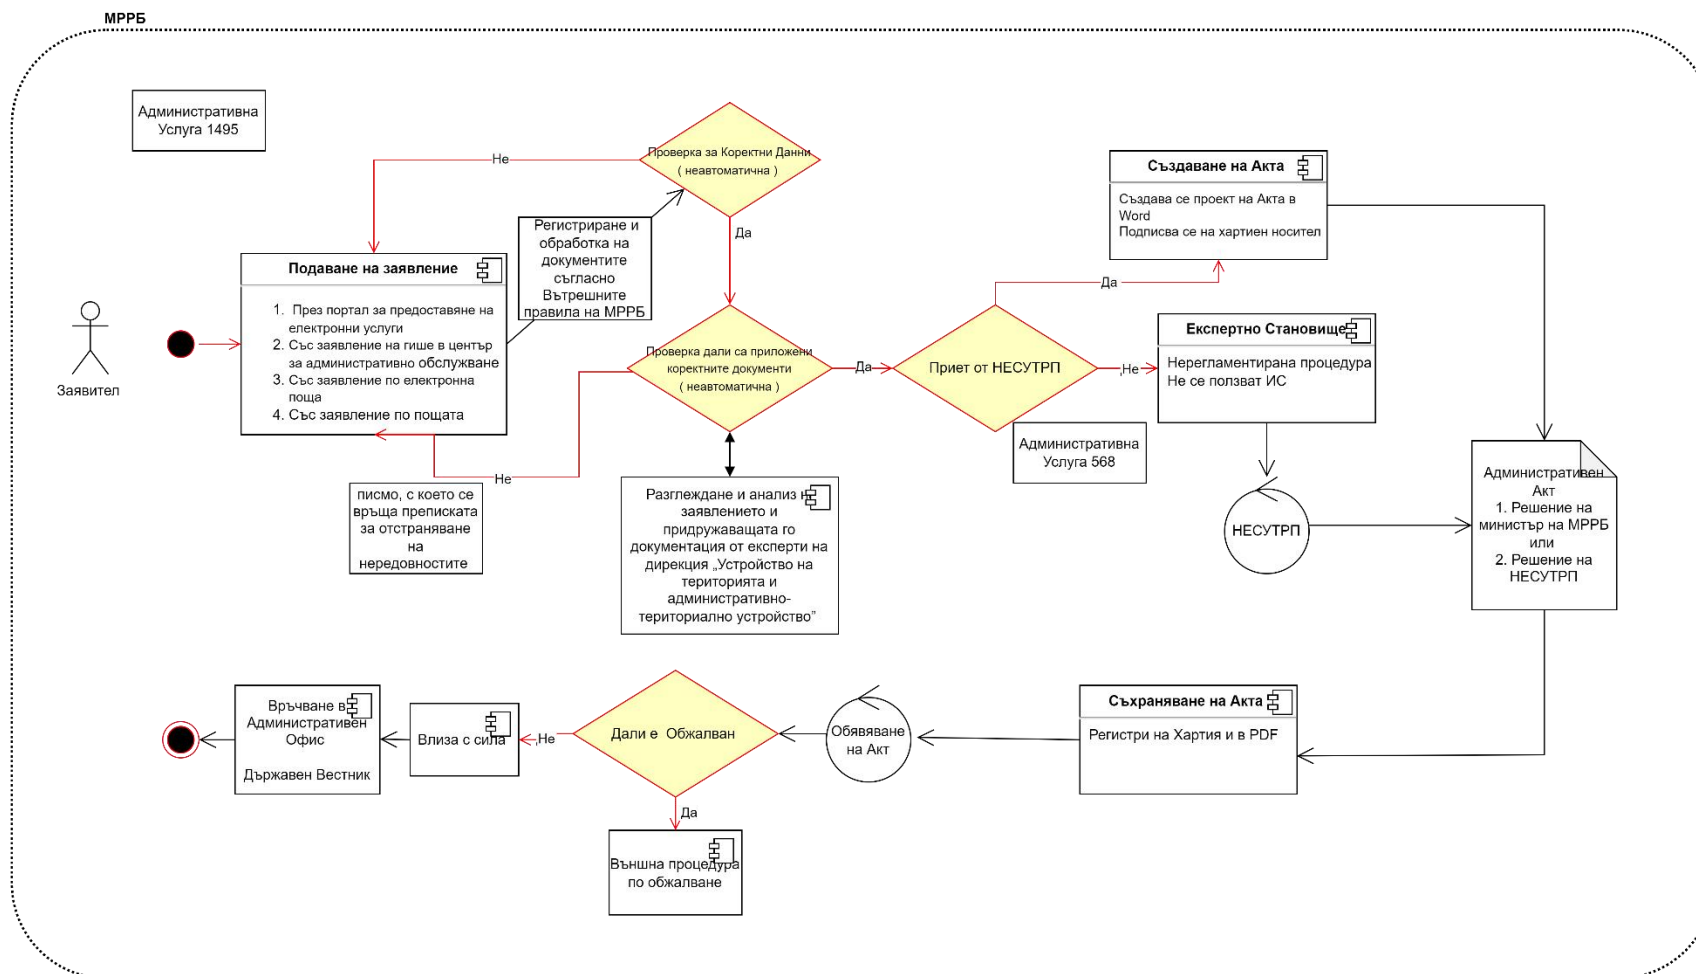 МРРБ
Административна
Услуга 1495
Проверка за Коректни Данни
( неавтоматична )
Не
Да
Регистриране и
обработка на
документите
съгласно
Вътрешните
правила на МРРБ
Подаване на заявление
1. През портал за предоставяне на
електронни услуги
2. Със заявление на гише в център
за административно обслужване
3. Със заявление по електронна
поща
4. Със заявление по пощата
Заявител
Проверка дали са приложени
коректните документи
( неавтоматична )
Да
Не
писмо, с което се
връща преписката
за отстраняване
на
нередовностите
Разглеждане и анализ на
заявлението и
придружаващата го
документация от експерти на
дирекция „Устройство на
територията и
административно-
териториално устройство”
Приет от НЕСУТРП
Да
,Не
Административна
Услуга 568
Създаване на Акта
Създава се проект на Акта в
Word
Подписва се на хартиен носител
Експертно Становище
Нерегламентирана процедура
Не се ползват ИС
НЕСУТРП
Административен
Акт
1. Решение на
министър на МРРБ
или
2. Решение на
НЕСУТРП
Съхраняване на Акта
Регистри на Хартия и в PDF
Обявяване
на Акт
Дали е Обжалван
,Не
Да
Външна процедура
по обжалване
Влиза с сила
Връчване в
Административен
Офис
Държавен Вестник